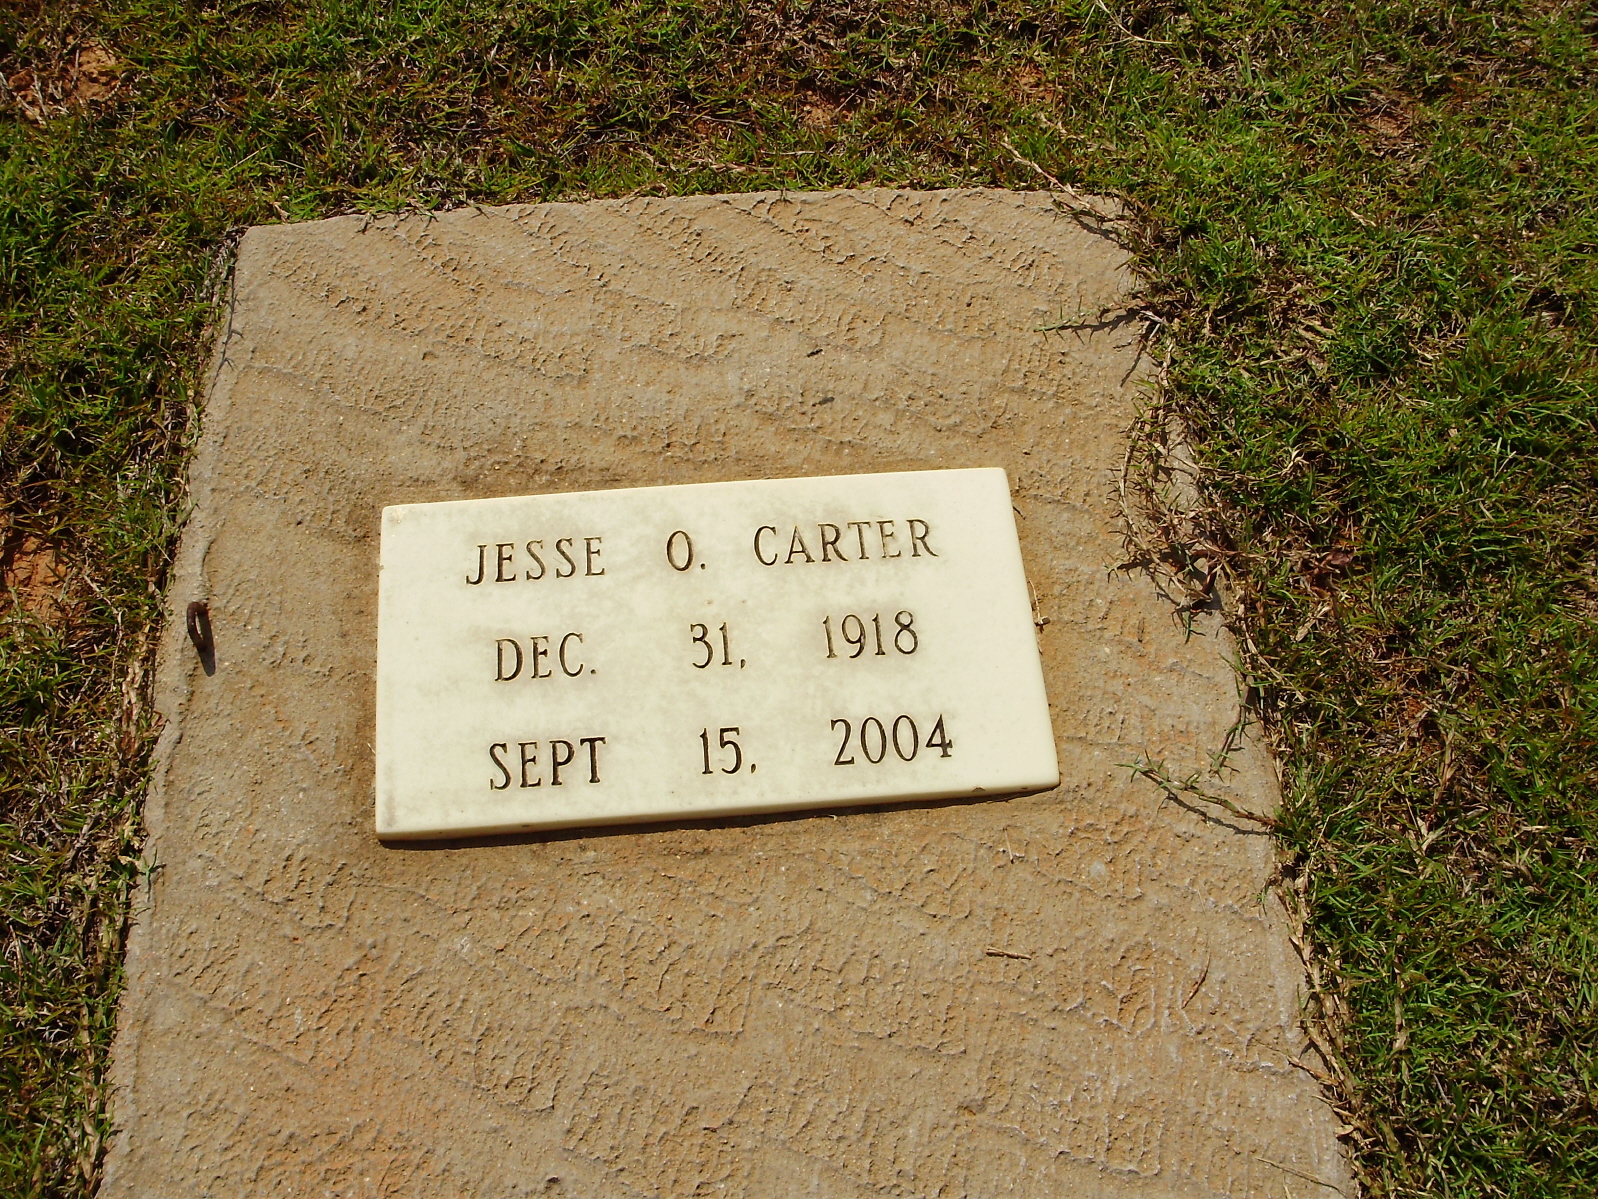 JESSE O. CARTER
DEC. 31, 1918
SEPT 15, 2004